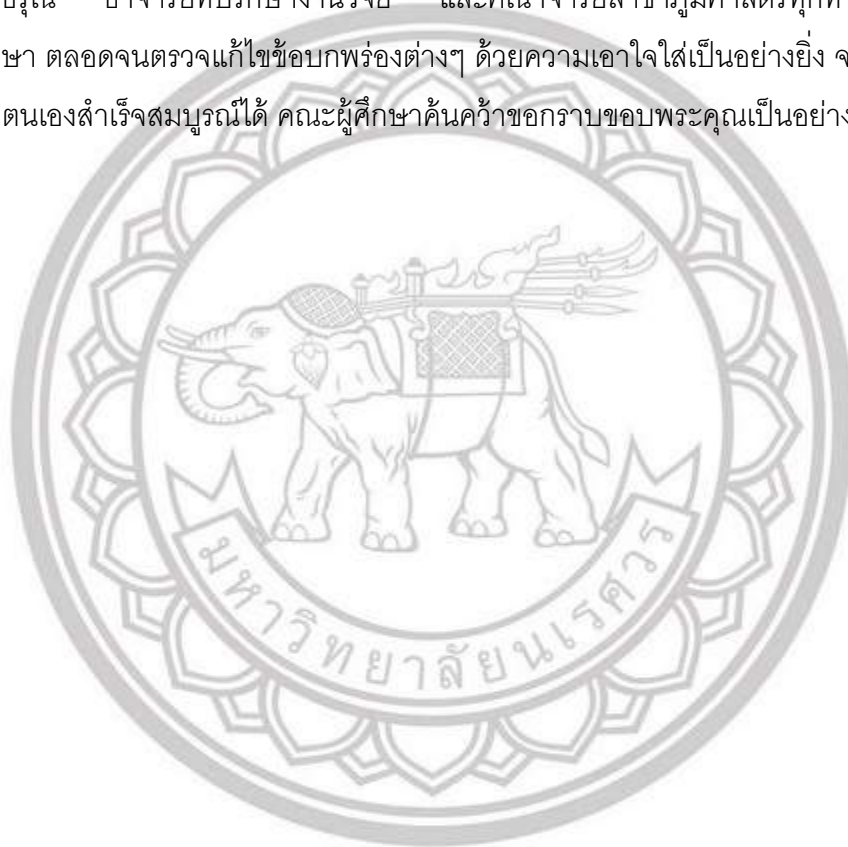 อาจารย์ที่ปรึกษางานวิจัย และคณาจารย์สาขาภูมิศาสตร์ทุกท
ษา ตลอดจนตรวจแก้ไขข้อบกพร่องต่างๆ ด้วยความเอาใจใส่เป็นอย่างยิ่ง จ
ตนเองสำเร็จสมบูรณ์ได้ คณะผู้ศึกษาค้นคว้าขอกราบขอบพระคุณเป็นอย่าง
มหาวิทยาลัยนเรศวร